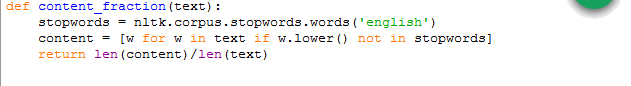 def content_fraction(text):
    stopwords = nltk.corpus.stopwords.words('english')
    content = [w for w in text if w.lower() not in stopwords]
    return len(content)/len(text)